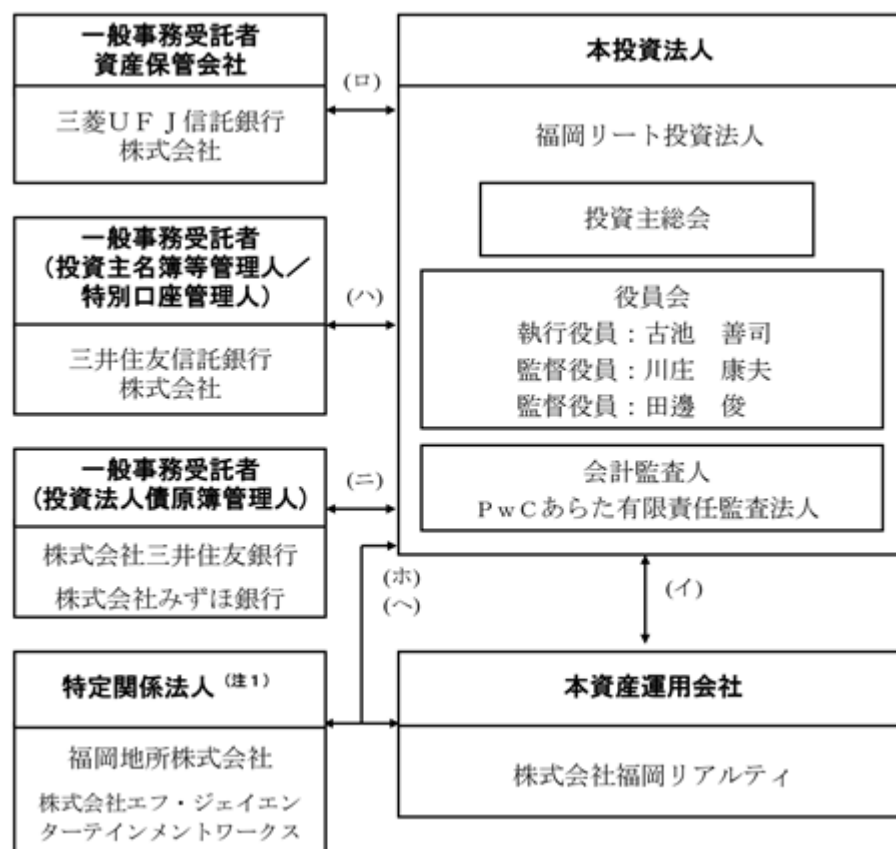 一般事務受託者
資産保管会社
三菱ＵＦＪ信託銀行
株式会社
(ロ)
一般事務受託者
(投資主名簿等管理人／
特別口座管理人)
三井住友信託銀行
株式会社
(ハ)
一般事務受託者
(投資法人債原簿管理人)
株式会社三井住友銀行
株式会社みずほ銀行
(ニ)
特定関係法人 (注１)
福岡地所株式会社
株式会社エフ・ジェイエン
ターテインメントワークス
(ホ)
(ヘ)
本投資法人
福岡リート投資法人
投資主総会
役員会
執行役員：古池　善司
監督役員：川庄　康夫
監督役員：田邊　俊
会計監査人
ＰｗＣあらた有限責任監査法人
(イ)
本資産運用会社
株式会社福岡リアルティ